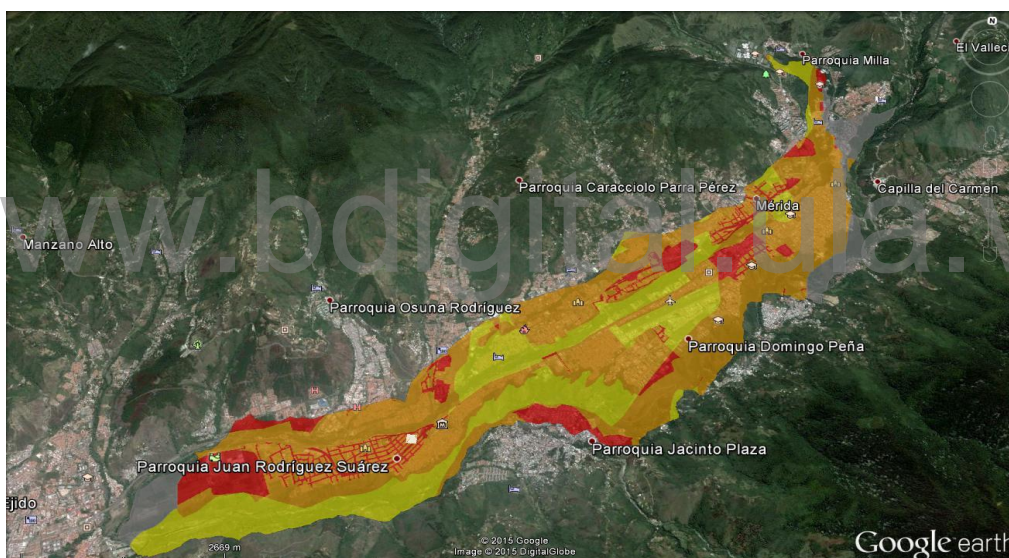 El Vallec
Parroquia Milla
Parroquia Caracciolo Parra Pérez
Capilla del Carmen
Mérida
www.bdigital.ula.v
Manzano Alto
Parroquia Osuna Rodríguez
Parroquia Domingo Peña
Parroquia Jacinto Plaza
Parroquia Juan Rodríguez Suárez
Ejido
2669 m
© 2015 Google
Image © 2015 DigitalGlobe
Google earth
N
H
H